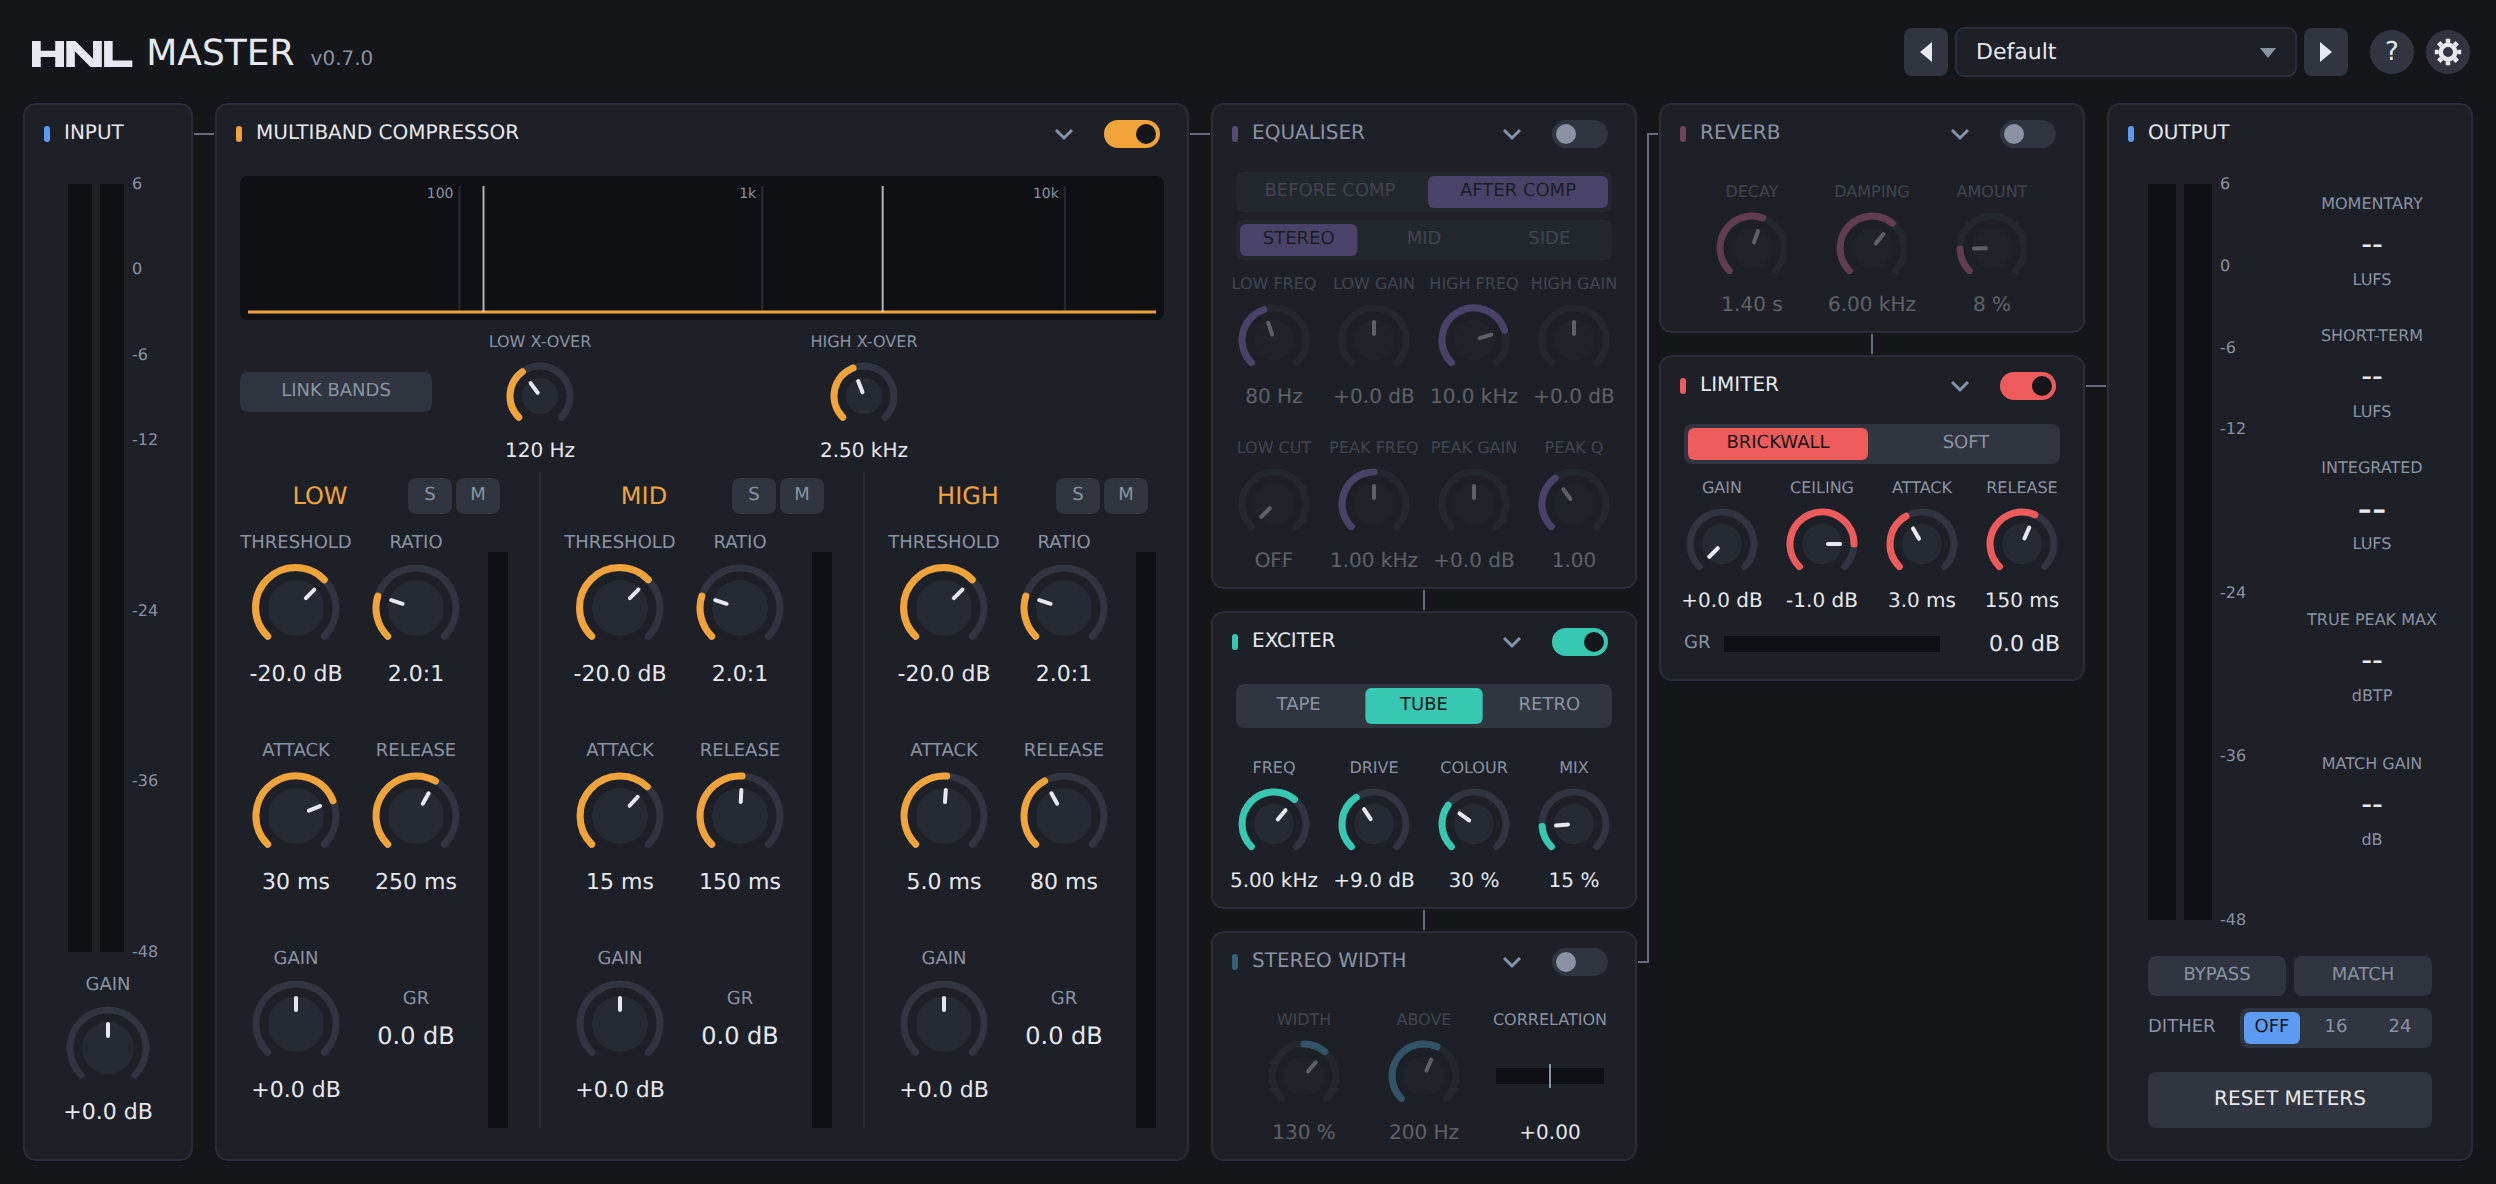 HNL MASTER v0.7.0
Default
?
INPUT
6
0
-6
-12
-24
-36
-48
GAIN
+0.0 dB
MULTIBAND COMPRESSOR
100 1k 10k
LOW X-OVER HIGH X-OVER
LINK BANDS
120 Hz 2.50 kHz
LOW S M
THRESHOLD RATIO
-20.0 dB 2.0:1
ATTACK RELEASE
30 ms 250 ms
GAIN
GR
0.0 dB
+0.0 dB
MID S M
THRESHOLD RATIO
-20.0 dB 2.0:1
ATTACK RELEASE
15 ms 150 ms
GAIN
GR
0.0 dB
+0.0 dB
HIGH S M
THRESHOLD RATIO
-20.0 dB 2.0:1
ATTACK RELEASE
5.0 ms 80 ms
GAIN
GR
0.0 dB
+0.0 dB
EQUALISER
BEFORE COMP AFTER COMP
STEREO MID SIDE
LOW FREQ LOW GAIN HIGH FREQ HIGH GAIN
80 Hz +0.0 dB 10.0 kHz +0.0 dB
LOW CUT PEAK FREQ PEAK GAIN PEAK Q
OFF 1.00 kHz +0.0 dB 1.00
EXCITER
TAPE TUBE RETRO
FREQ DRIVE COLOUR MIX
5.00 kHz +9.0 dB 30 % 15 %
STEREO WIDTH
WIDTH ABOVE CORRELATION
130 % 200 Hz +0.00
REVERB
DECAY DAMPING AMOUNT
1.40 s 6.00 kHz 8 %
LIMITER
BRICKWALL SOFT
GAIN CEILING ATTACK RELEASE
+0.0 dB -1.0 dB 3.0 ms 150 ms
GR 0.0 dB
OUTPUT
6
0
-6
-12
-24
-36
-48
MOMENTARY
--
LUFS
SHORT-TERM
--
LUFS
INTEGRATED
--
LUFS
TRUE PEAK MAX
--
dBTP
MATCH GAIN
--
dB
BYPASS MATCH
DITHER OFF 16 24
RESET METERS